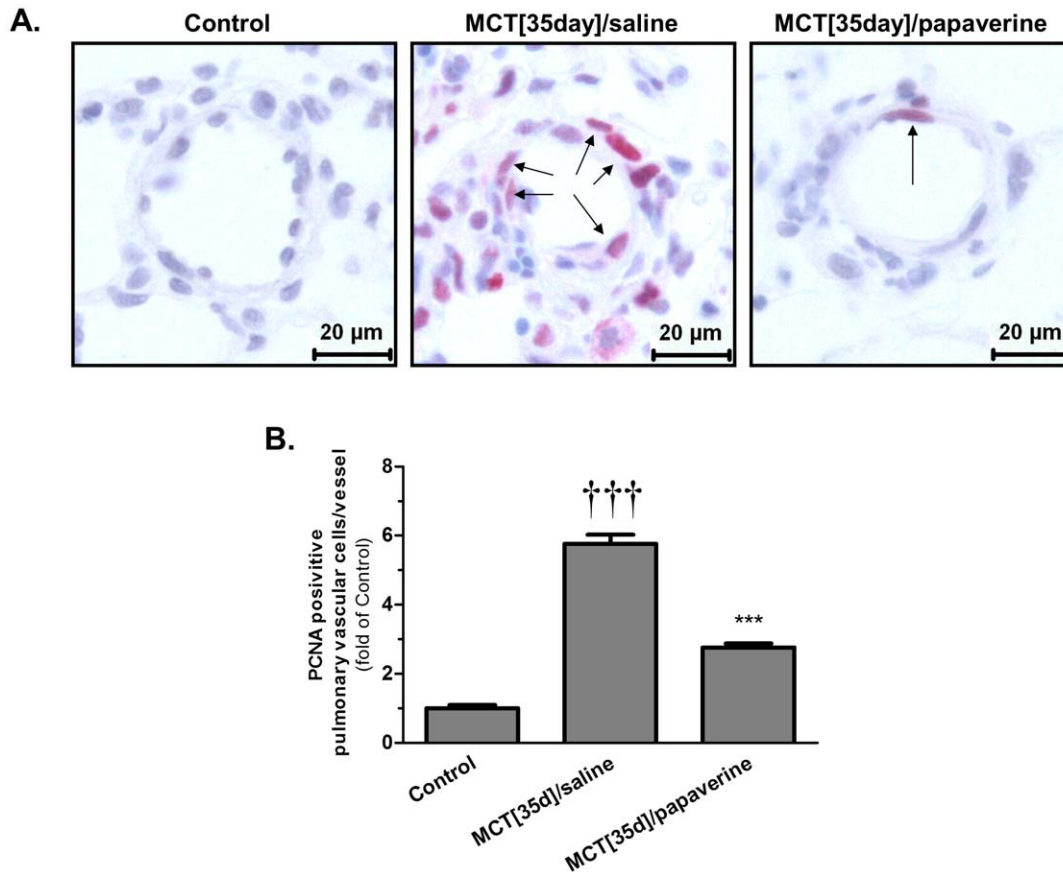 A.
Control
MCT[35day]/saline
MCT[35day]/papaverine
20 µm
20 µm
20 µm
B.
PCNA posivitive
pulmonary vascular cells/vessel
(fold of Control)
8
6
4
2
0
†††
***
Control
MCT[35d]/saline
MCT[35d]/papaverine